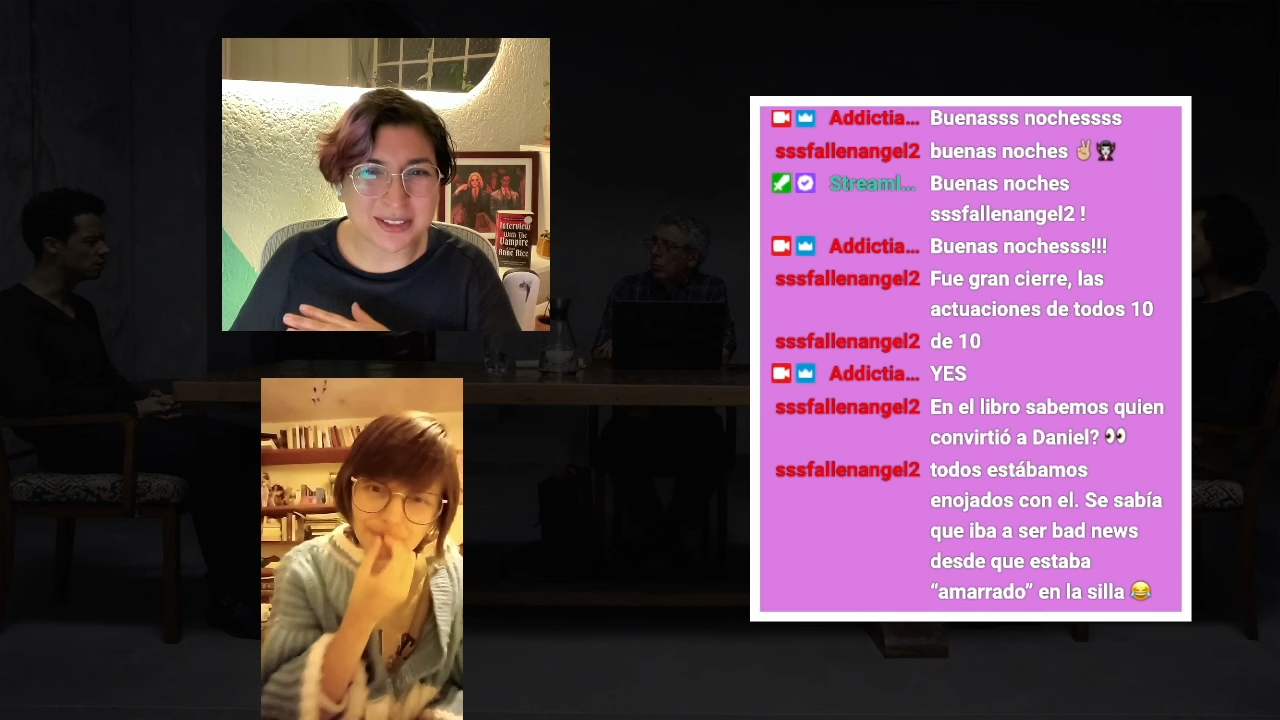 Interview
With The
Vampire
Anne Rice
Addictia... Buenasss nochessss
sssfallenangel2 buenas noches ✌🏼🧛🏻‍♀️
Streaml... Buenas noches
sssfallenangel2 !
Addictia... Buenas nochesss!!!
sssfallenangel2 Fue gran cierre, las
actuaciones de todos 10
sssfallenangel2 de 10
Addictia... YES
sssfallenangel2 En el libro sabemos quien
convirtió a Daniel? 👀
sssfallenangel2 todos estábamos
enojados con el. Se sabía
que iba a ser bad news
desde que estaba
“amarrado” en la silla 😂